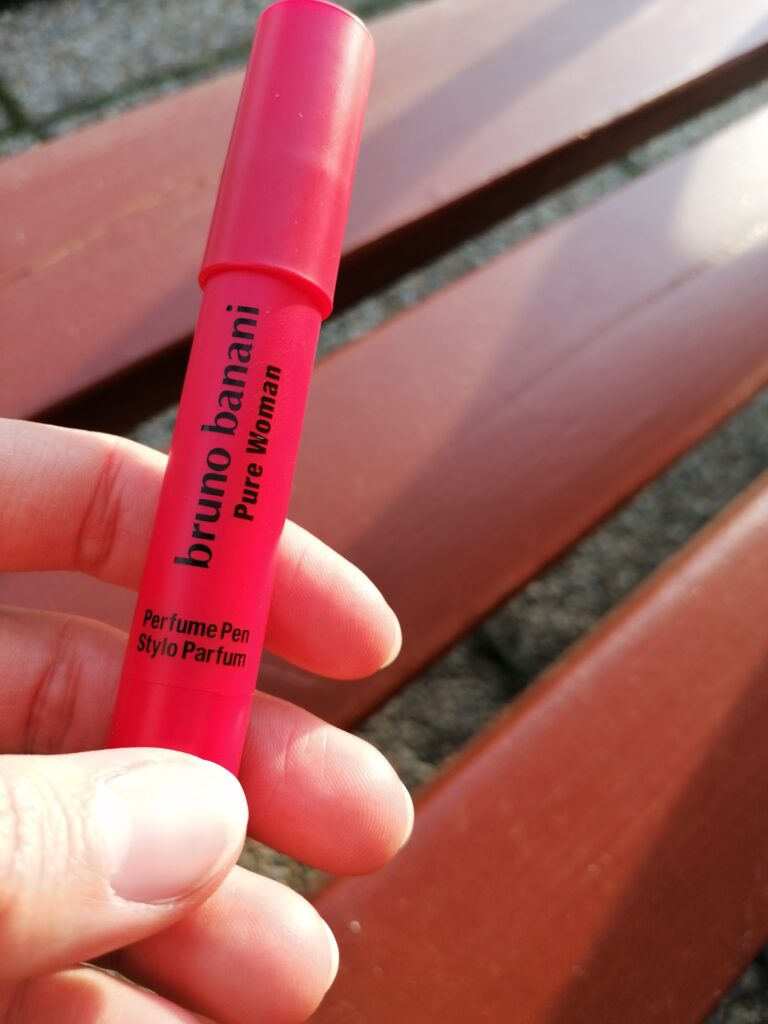 bruno banani
Pure Woman
Perfume Pen
Stylo Parfum